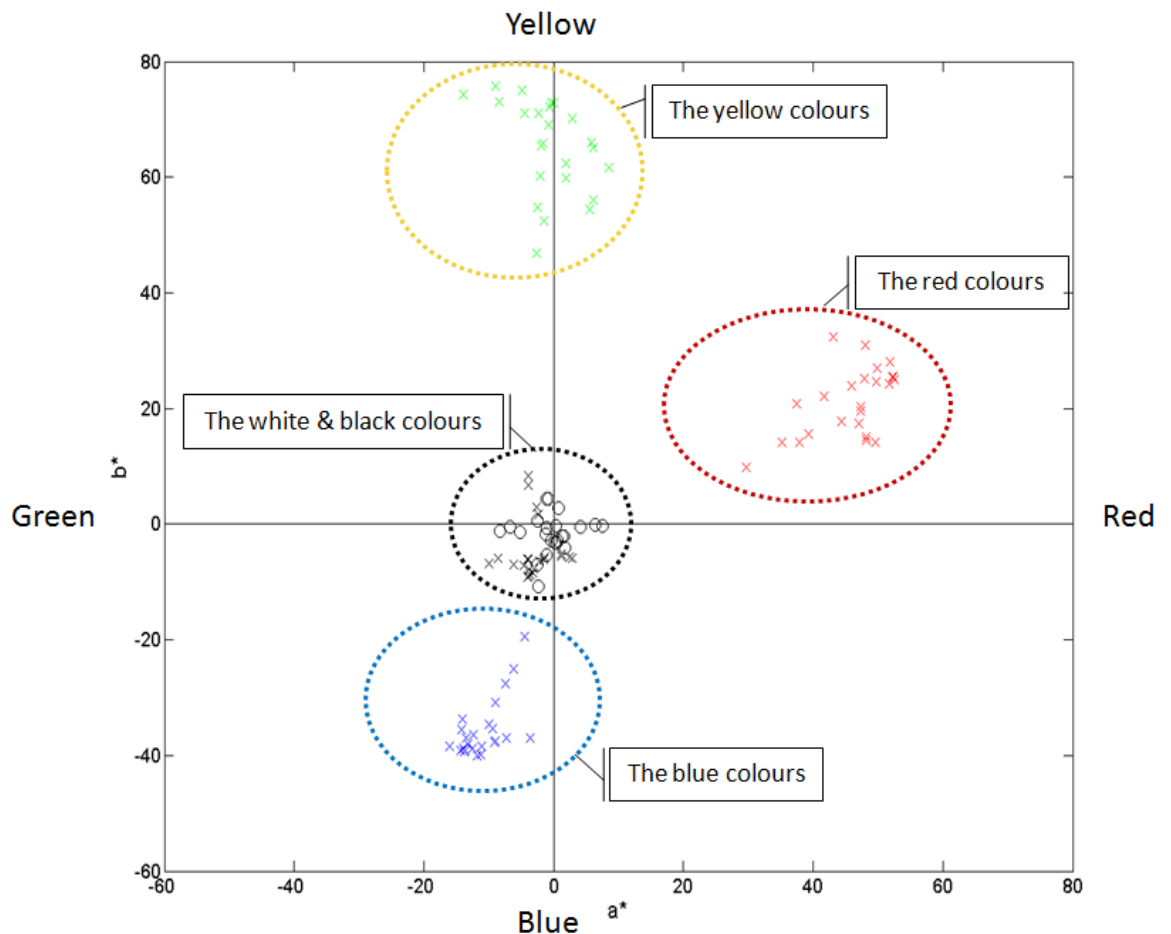 Yellow
80
The yellow colours
60
40
The red colours
20
The white & black colours
b*
Green
0
Red
-20
-40
The blue colours
-60
-60
-40
-20
0
20
40
60
80
Blue
a*